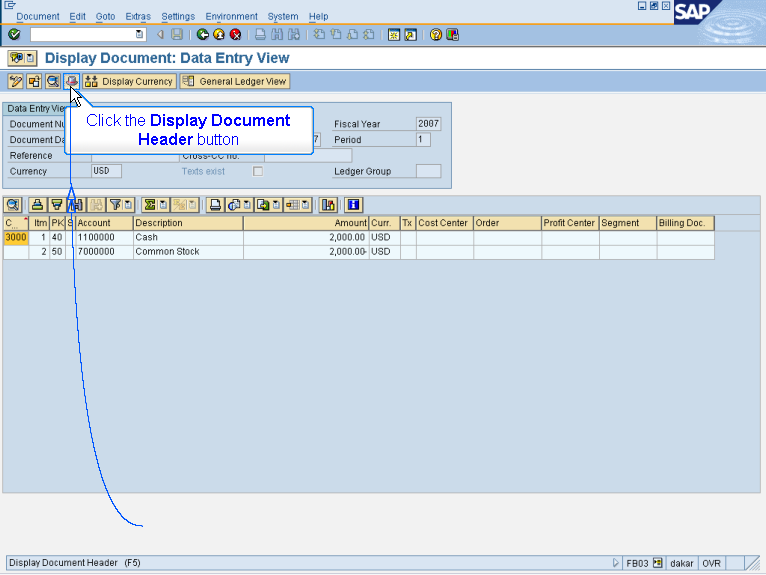 Document Edit Goto Extras Settings Environment System Help
SAP
Display Document: Data Entry View
Display Currency General Ledger View
Data Entry View
Click the Display Document
Header button
Document Nu
Fiscal Year 2007
Document Da 7 Period 1
Reference Cross-CC no.
Currency USD Texts exist Ledger Group
C... Itm PK S Account Description Amount Curr. Tx Cost Center Order Profit Center Segment Billing Doc.
3000 1 40 1100000 Cash 2,000.00 USD
2 50 7000000 Common Stock 2,000.00- USD
Display Document Header (F5)
FB03 dakar OVR